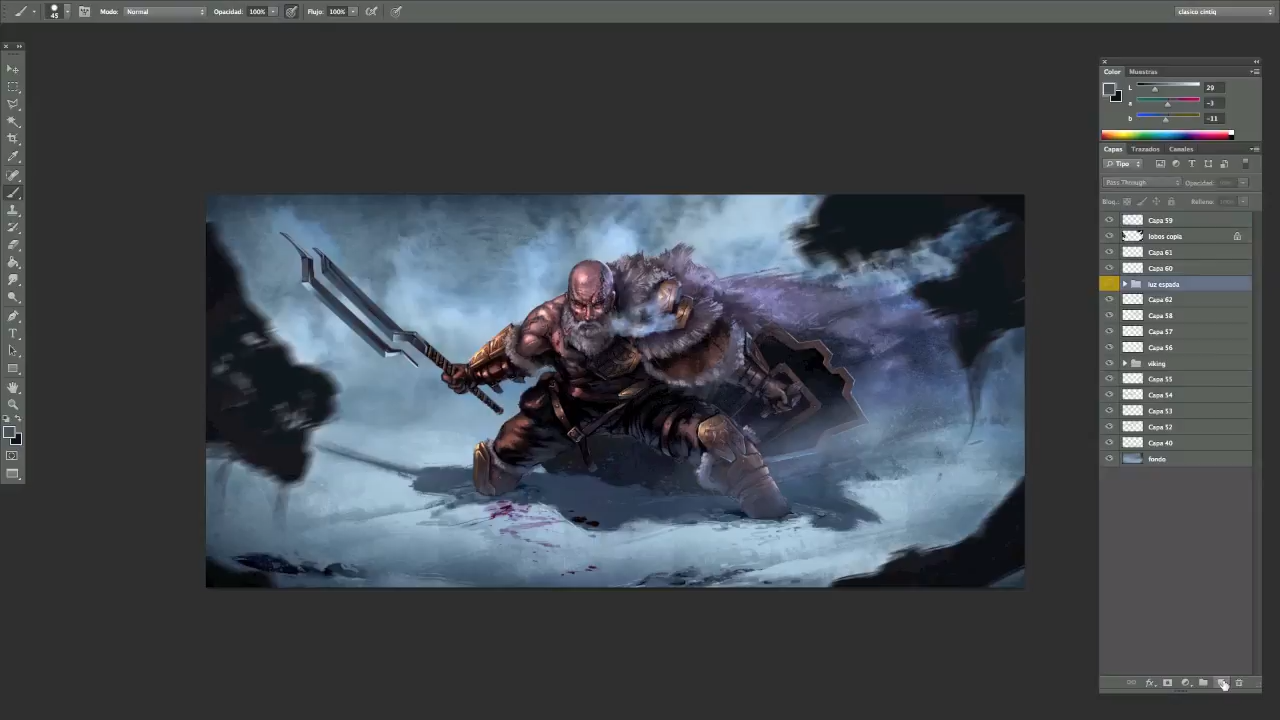 45 Modo: Normal Opacidad: 100% Flujo: 100% clasico cintiq
Color Muestras
L 29
a -3
b -11
Capas Trazados Canales
Tipo
Pass Through Opacidad:
Bloq.: Relleno:
Capa 59
lobos copia
Capa 61
Capa 60
luz espada
Capa 62
Capa 58
Capa 57
Capa 56
viking
Capa 55
Capa 54
Capa 53
Capa 52
Capa 40
fondo
fx